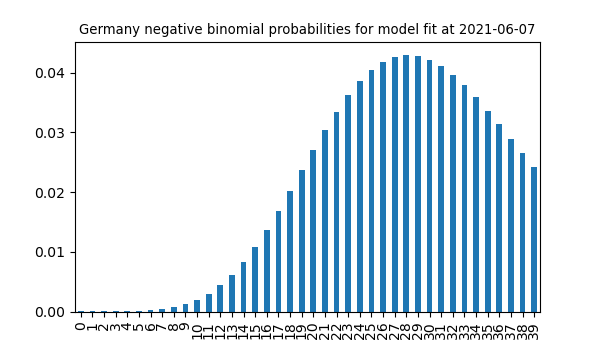 Germany negative binomial probabilities for model fit at 2021-06-07
0.04
0.03
0.02
0.01
0.00
0 1 2 3 4 5 6 7 8 9 10 11 12 13 14 15 16 17 18 19 20 21 22 23 24 25 26 27 28 29 30 31 32 33 34 35 36 37 38 39